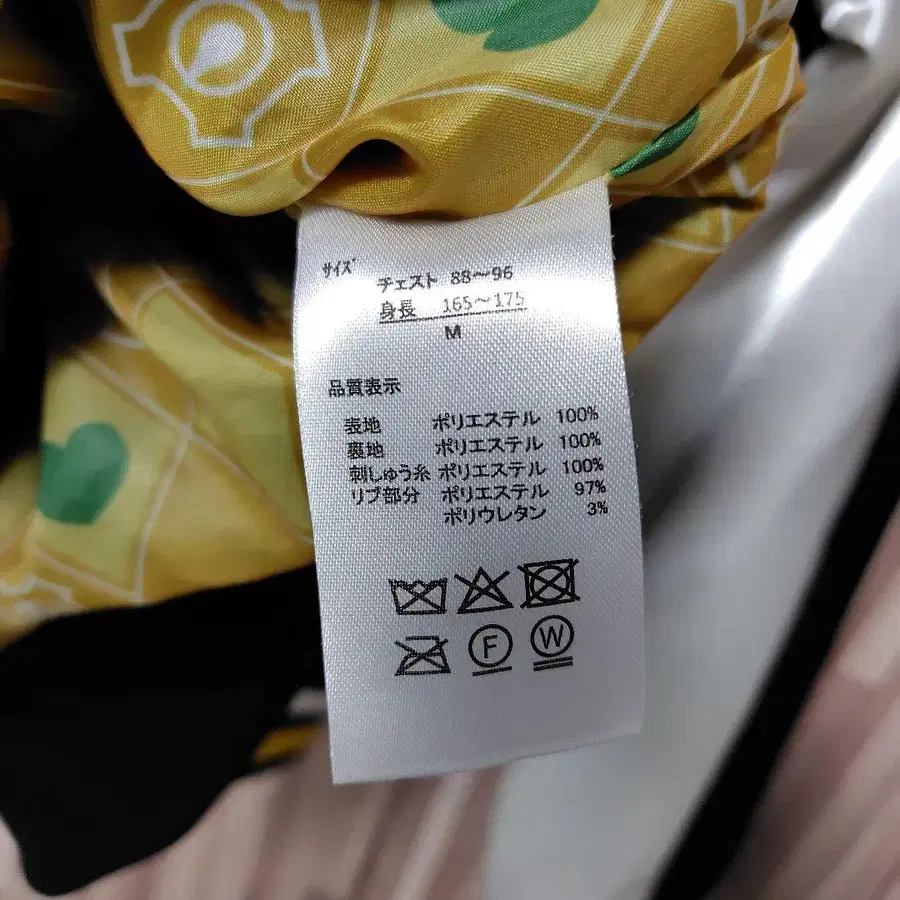 サイズ
チェスト 88～96
身長 165～175
M
品質表示
表地 ポリエステル 100%
裏地 ポリエステル 100%
刺しゅう糸 ポリエステル 100%
リブ部分 ポリエステル 97%
ポリウレタン 3%
F W